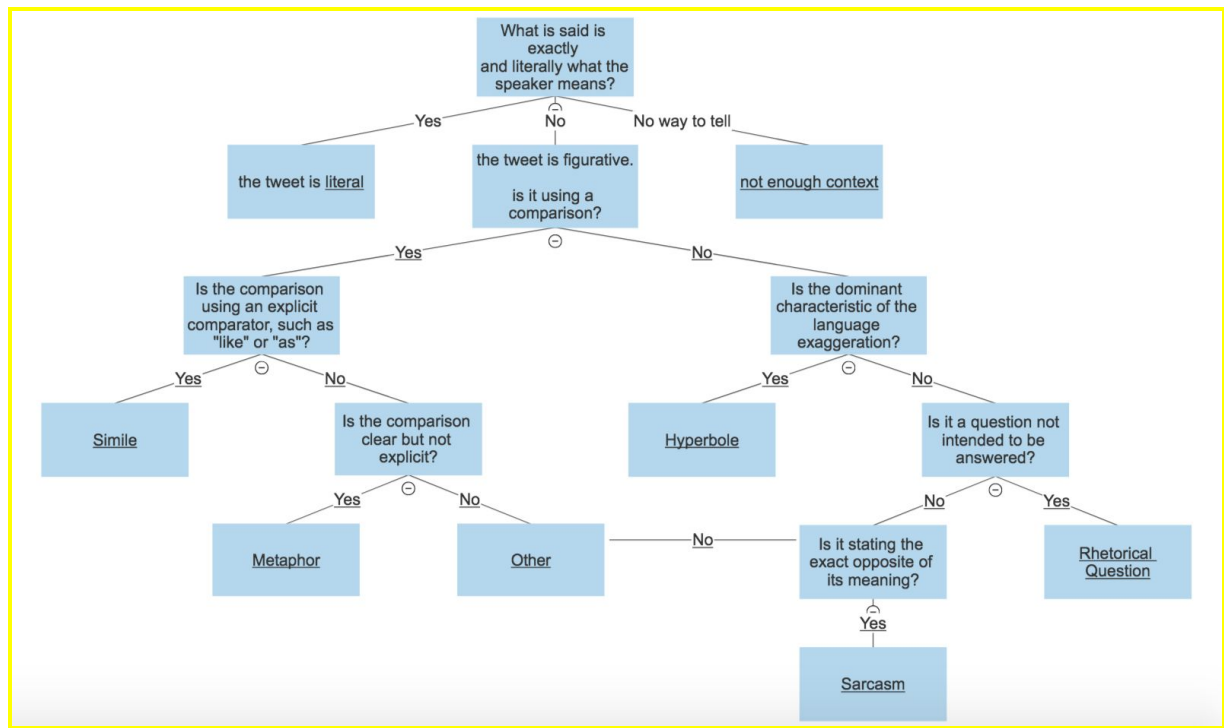 What is said is
exactly
and literally what the
speaker means?
Yes
No
No way to tell
the tweet is literal
the tweet is figurative.
is it using a
comparison?
not enough context
Yes
No
Is the comparison
using an explicit
comparator, such as
"like" or "as"?
Is the dominant
characteristic of the
language
exaggeration?
Yes
No
Yes
No
Simile
Is the comparison
clear but not
explicit?
Hyperbole
Is it a question not
intended to be
answered?
Yes
No
No
Yes
Metaphor
Other
No
Is it stating the
exact opposite of
its meaning?
Rhetorical
Question
Yes
Sarcasm